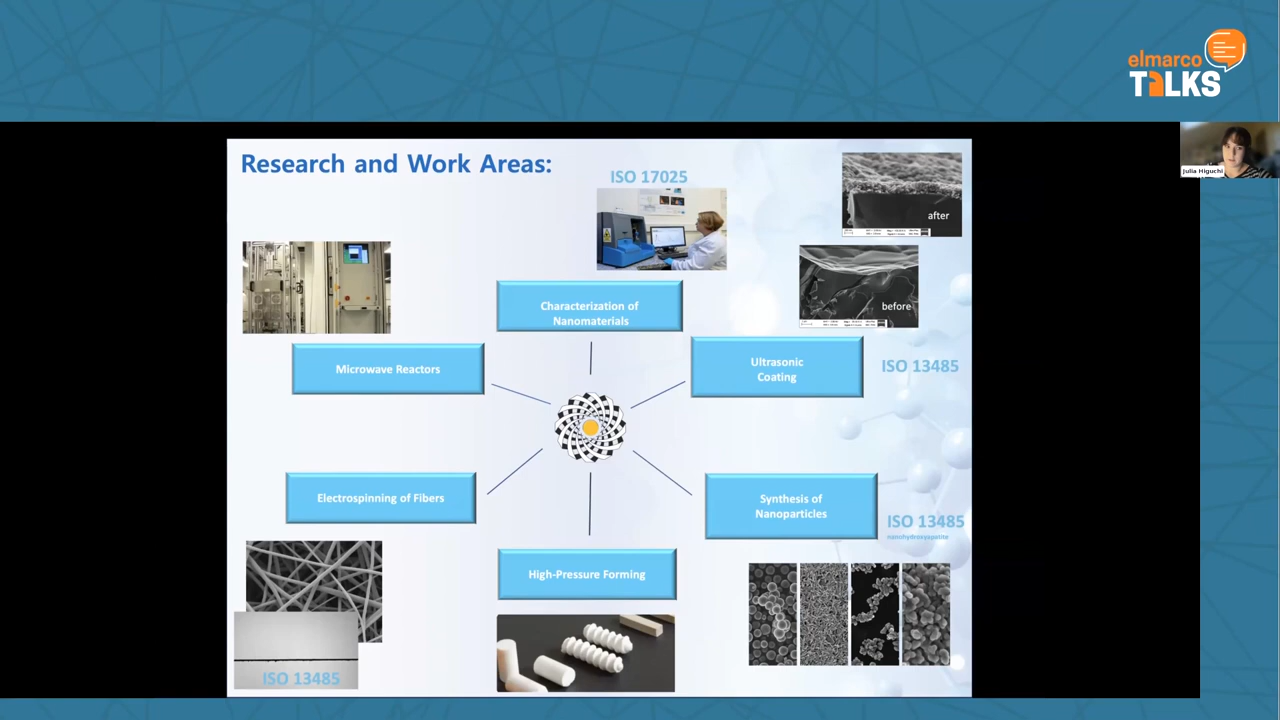 elmarco
TALKS
Julia Higuchi
Research and Work Areas:
ISO 17025
after
before
Characterization of
Nanomaterials
Microwave Reactors
Ultrasonic
Coating
ISO 13485
Electrospinning of Fibers
Synthesis of
Nanoparticles
ISO 13485
nanohydroxyapatite
High-Pressure Forming
ISO 13485